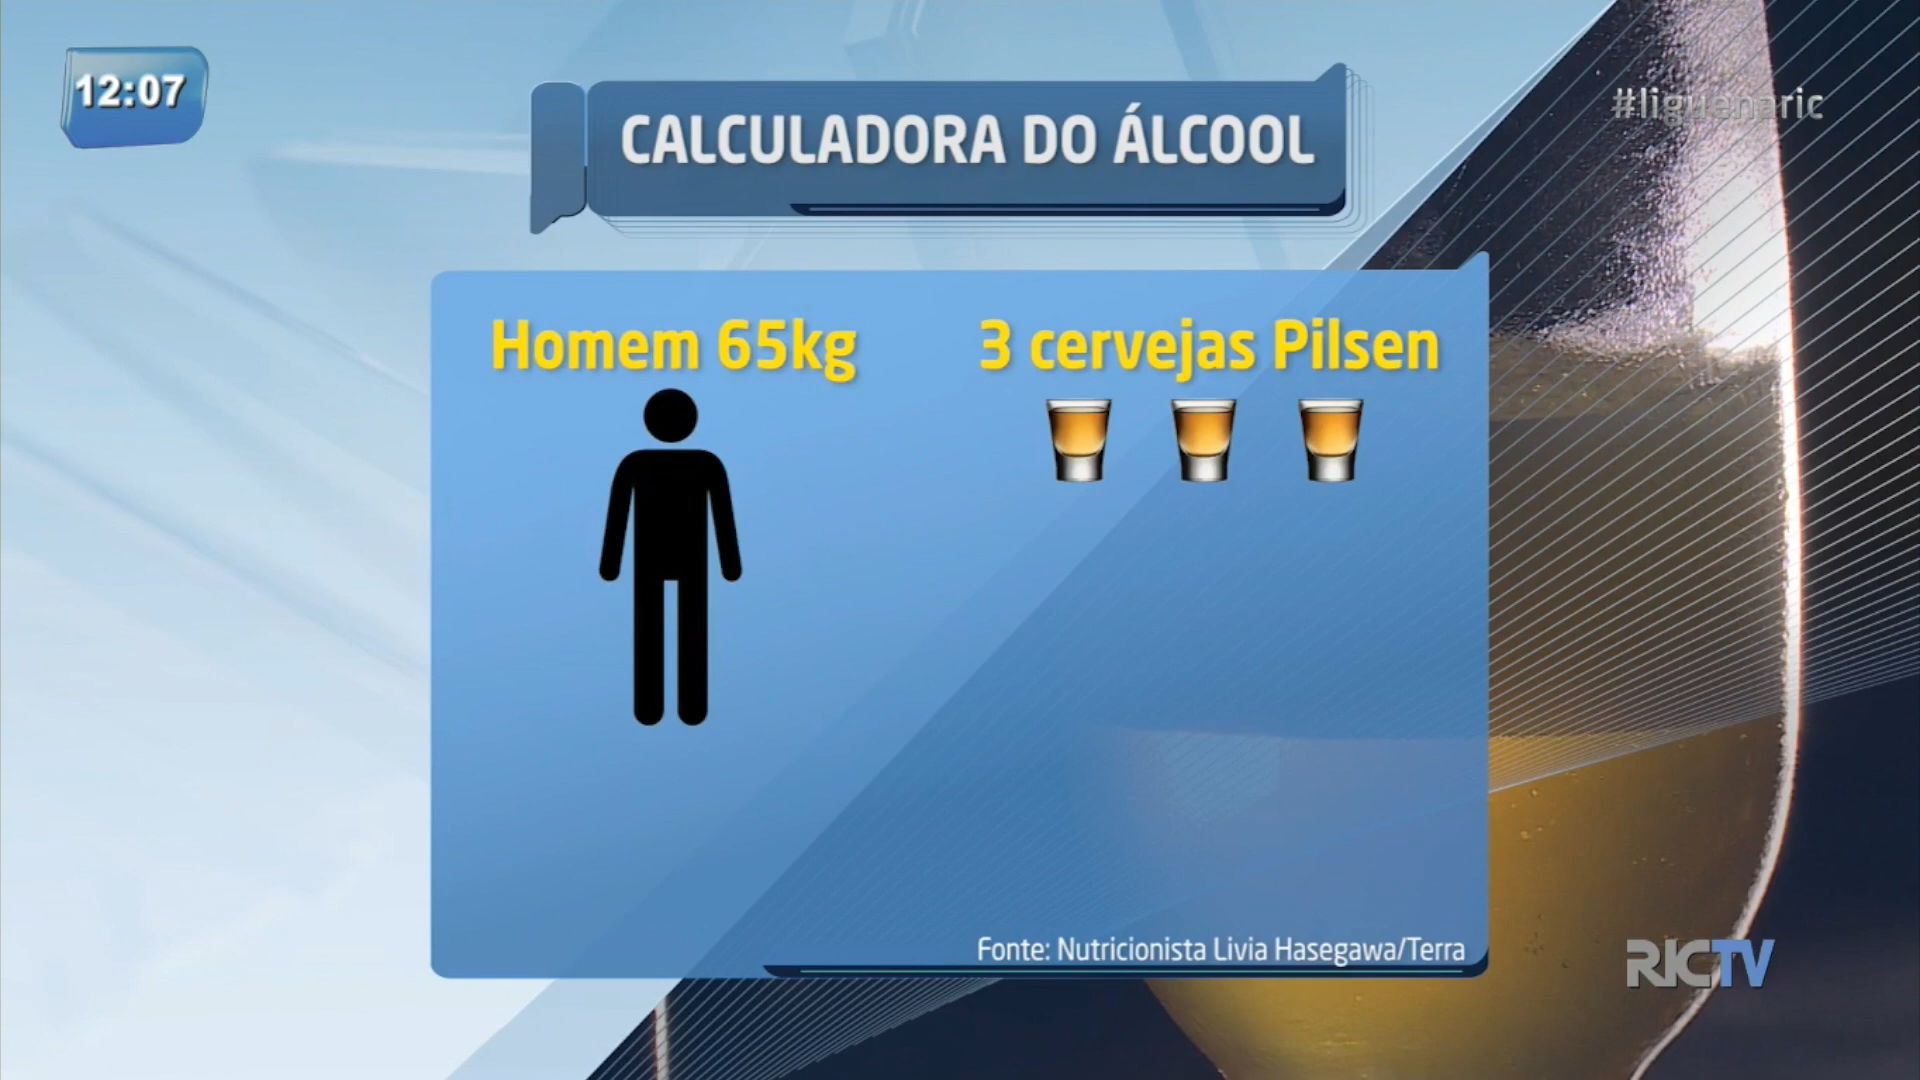 12:07
CALCULADORA DO ÁLCOOL
#liguenaric
Homem 65kg
3 cervejas Pilsen
Fonte: Nutricionista Livia Hasegawa/Terra
RICTV